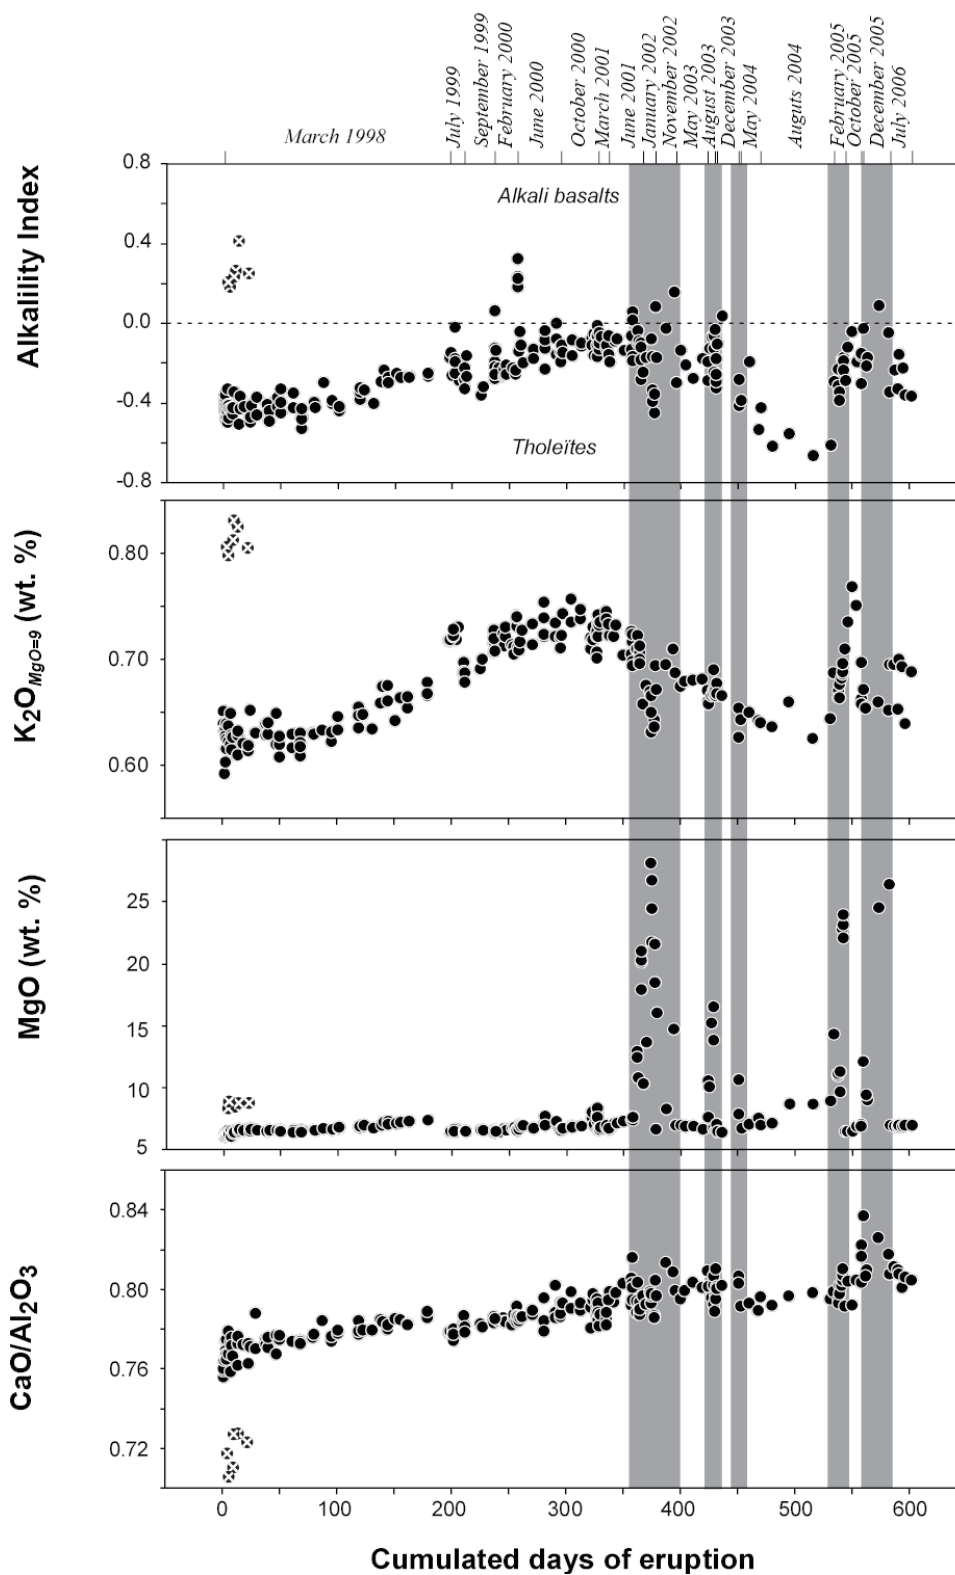 March 1998
July 1999
September 1999
February 2000
June 2000
October 2000
March 2001
June 2001
January 2002
November 2002
May 2003
August 2003
December 2003
May 2004
Auguts 2004
February 2005
October 2005
December 2005
July 2006
Alkalility Index
0.8
0.4
0.0
-0.4
-0.8
Alkali basalts
Tholeïtes
K2OMgO=9 (wt. %)
0.80
0.70
0.60
MgO (wt. %)
25
20
15
10
5
CaO/Al2O3
0.84
0.80
0.76
0.72
0 100 200 300 400 500 600
Cumulated days of eruption